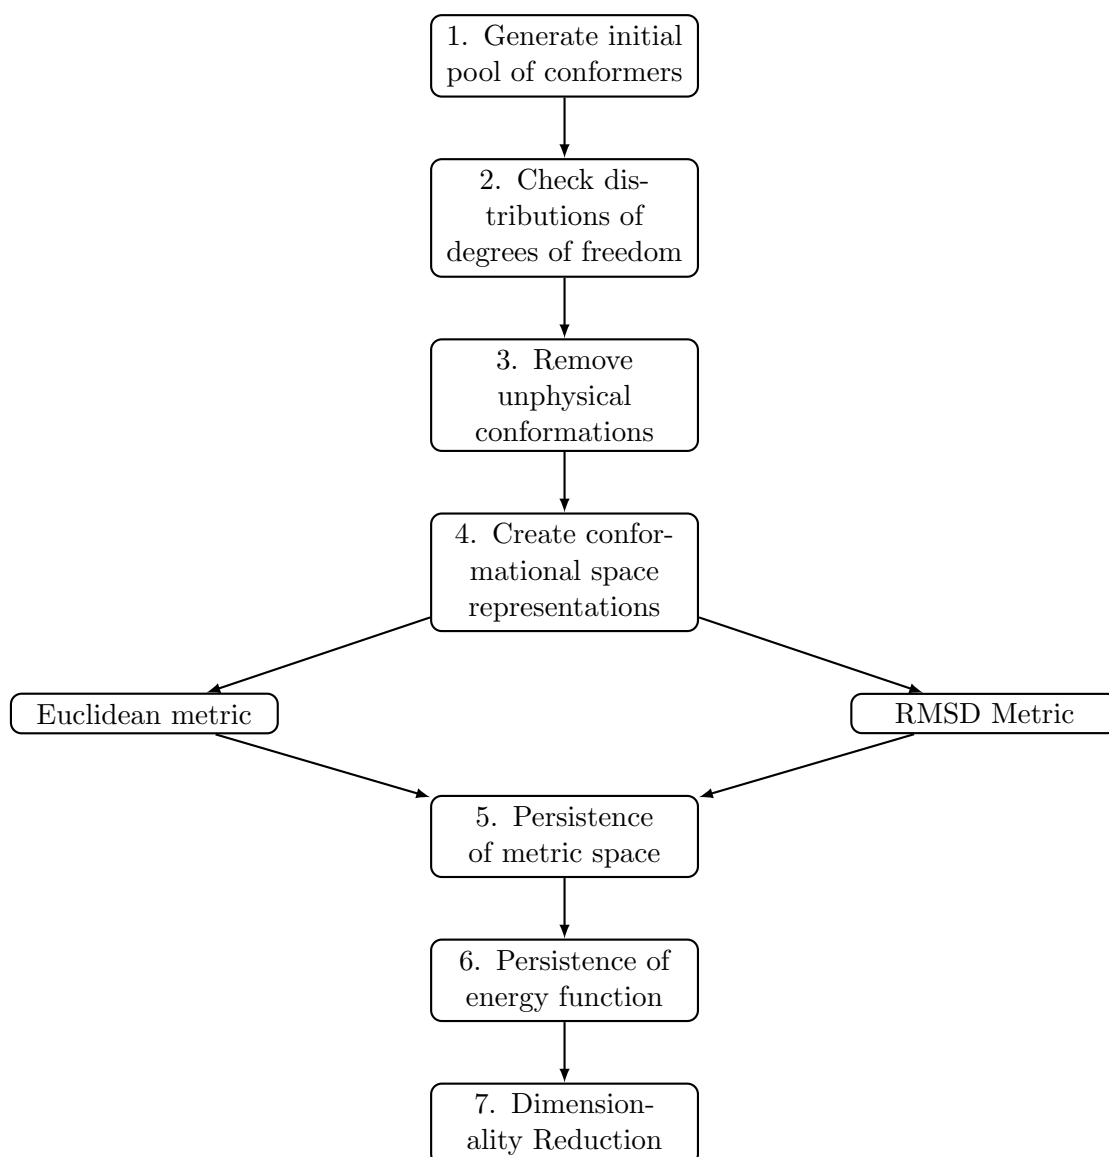 1. Generate initial
pool of conformers
2. Check dis-
tributions of
degrees of freedom
3. Remove
unphysical
conformations
4. Create confor-
mational space
representations
Euclidean metric
RMSD Metric
5. Persistence
of metric space
6. Persistence of
energy function
7. Dimension-
ality Reduction